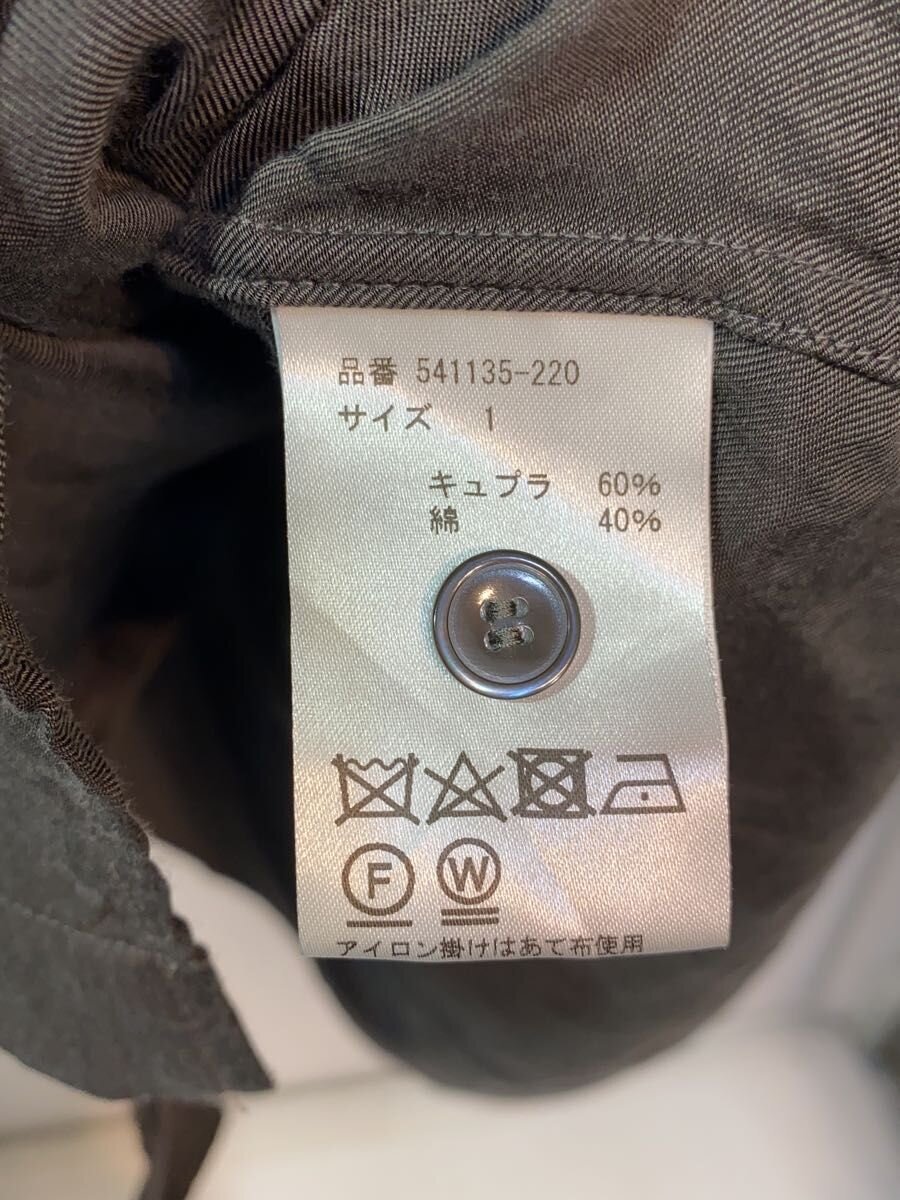 品番 541135-220
サイズ 1
キュプラ 60%
綿 40%
F W
アイロン掛けはあて布使用